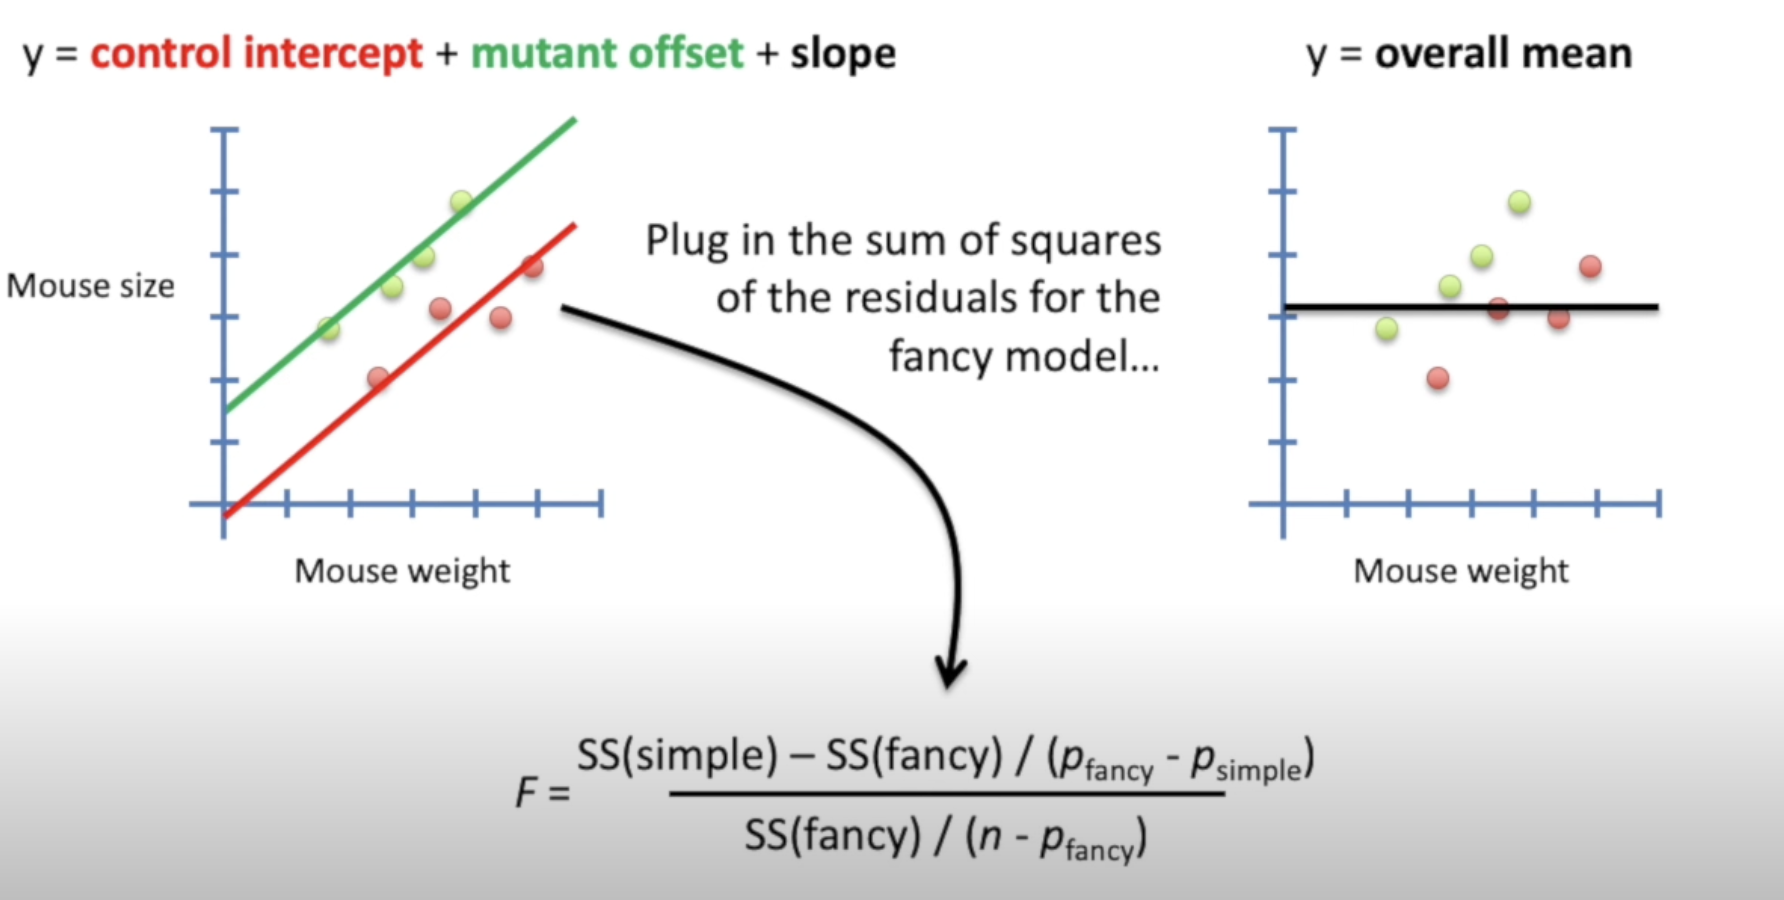 y = control intercept + mutant offset + slope
y = overall mean
Mouse size
Plug in the sum of squares
of the residuals for the
fancy model...
Mouse weight
Mouse weight
F =
SS(simple) – SS(fancy) / (pfancy - psimple)
SS(fancy) / (n - pfancy)